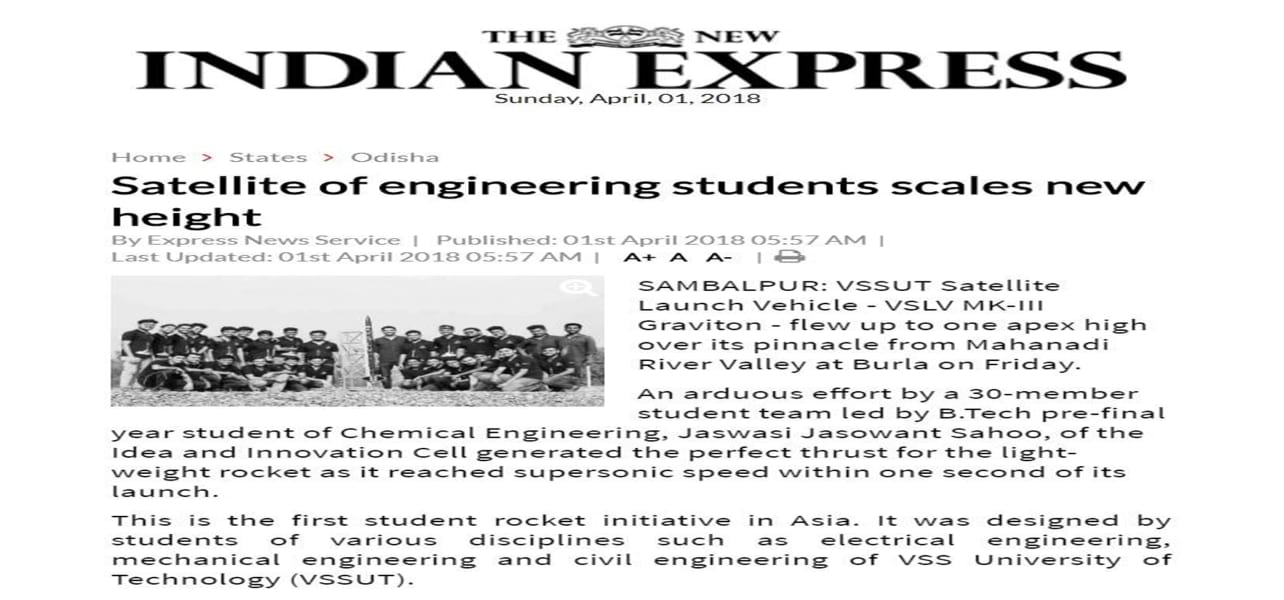 THE NEW
INDIAN EXPRESS
Sunday, April, 01, 2018
Home > States > Odisha
Satellite of engineering students scales new
height
By Express News Service | Published: 01st April 2018 05:57 AM |
Last Updated: 01st April 2018 05:57 AM | A+ A A- |
SAMBALPUR: VSSUT Satellite
Launch Vehicle - VSLV MK-III
Graviton - flew up to one apex high
over its pinnacle from Mahanadi
River Valley at Burla on Friday.
An arduous effort by a 30-member
student team led by B.Tech pre-final
year student of Chemical Engineering, Jaswasi Jasowant Sahoo, of the
Idea and Innovation Cell generated the perfect thrust for the light-
weight rocket as it reached supersonic speed within one second of its
launch.
This is the first student rocket initiative in Asia. It was designed by
students of various disciplines such as electrical engineering,
mechanical engineering and civil engineering of VSS University of
Technology (VSSUT).